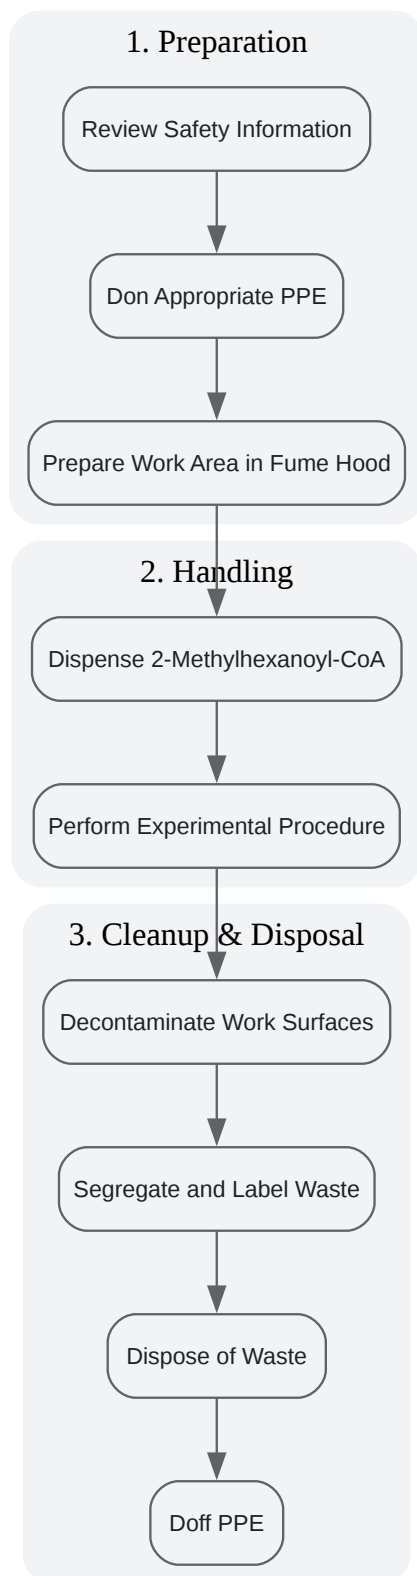 1. Preparation
Review Safety Information
Don Appropriate PPE
Prepare Work Area in Fume Hood
2. Handling
Dispense 2-Methylhexanoyl-CoA
Perform Experimental Procedure
3. Cleanup & Disposal
Decontaminate Work Surfaces
Segregate and Label Waste
Dispose of Waste
Doff PPE